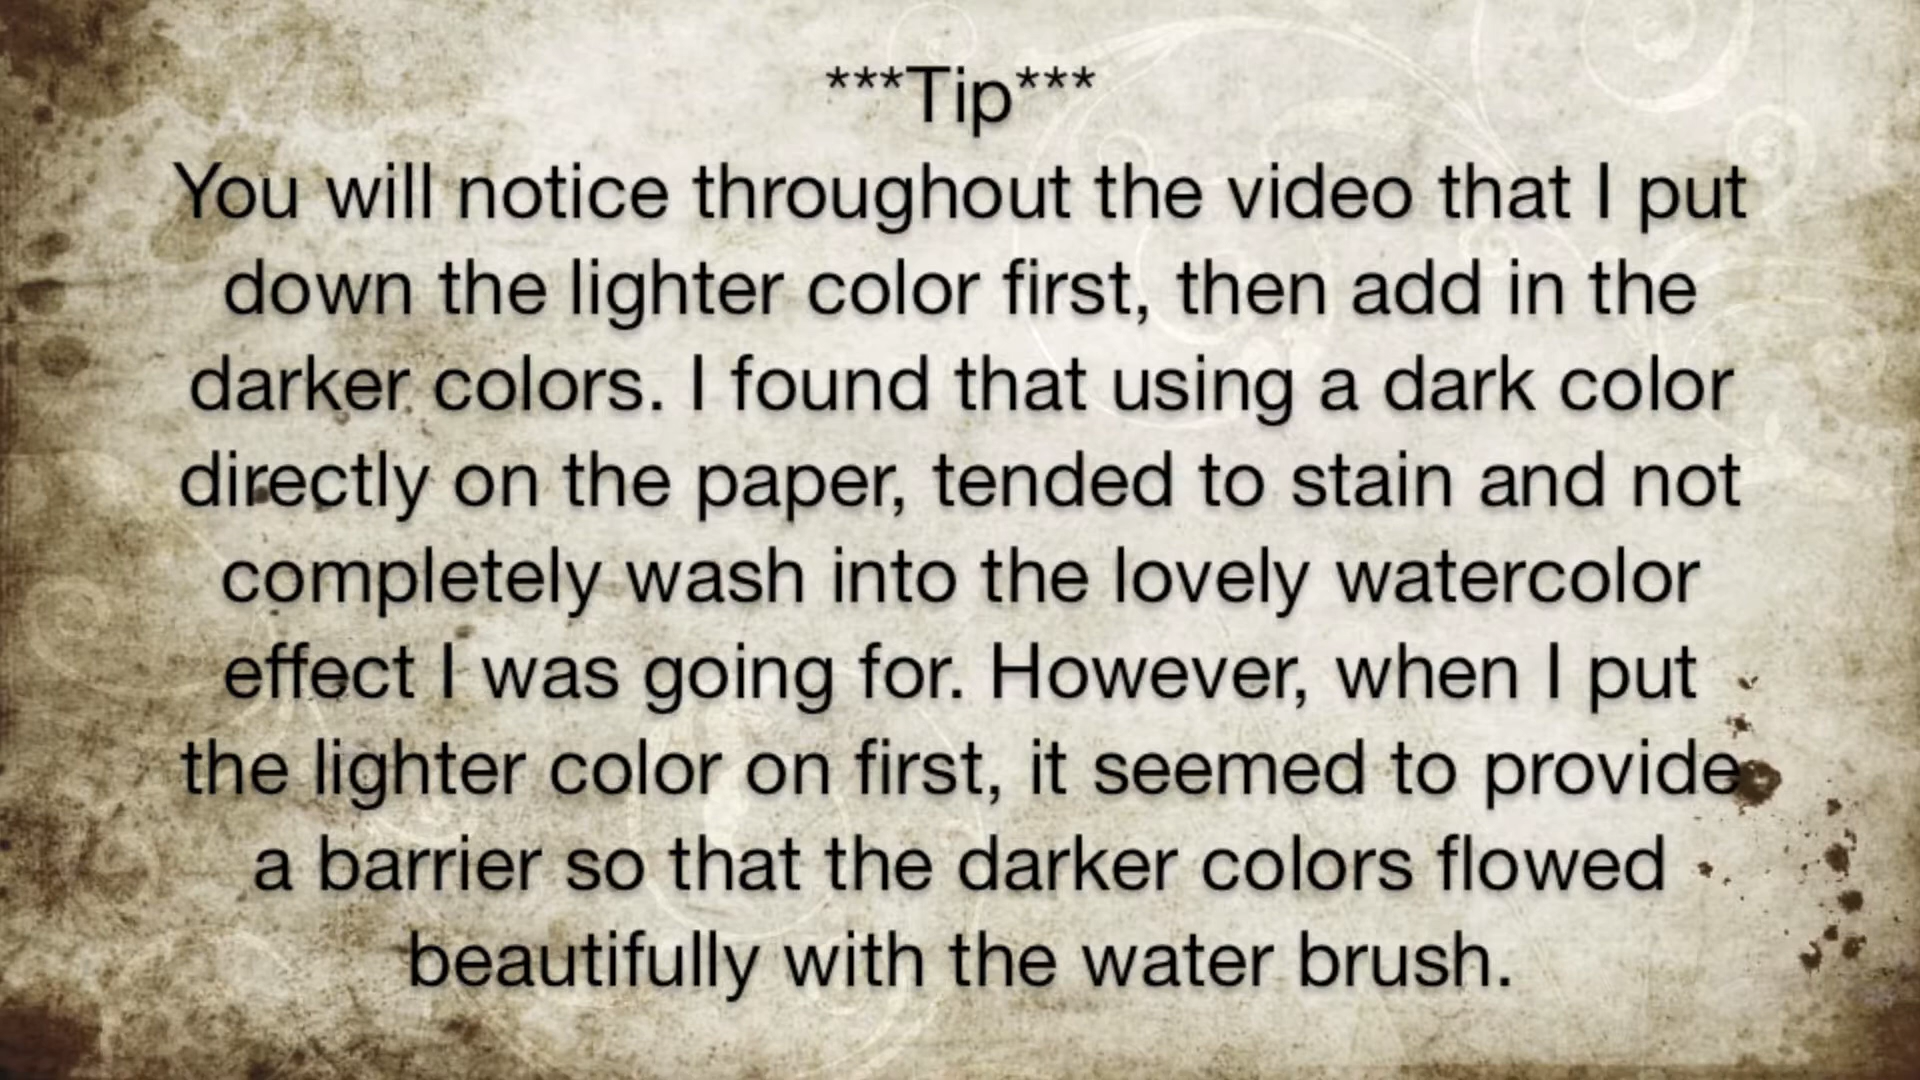 ***Tip***
You will notice throughout the video that I put
down the lighter color first, then add in the
darker colors. I found that using a dark color
directly on the paper, tended to stain and not
completely wash into the lovely watercolor
effect I was going for. However, when I put
the lighter color on first, it seemed to provide
a barrier so that the darker colors flowed
beautifully with the water brush.